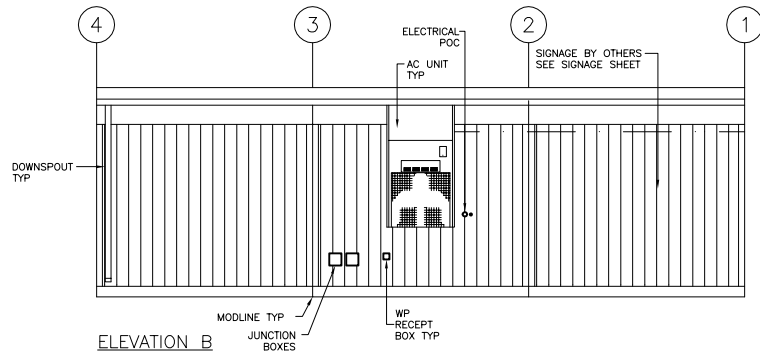 4
3
2
1
ELECTRICAL
POC
AC UNIT
TYP
SIGNAGE BY OTHERS
SEE SIGNAGE SHEET
DOWNSPOUT
TYP
MODLINE TYP
JUNCTION
BOXES
WP
RECEPT
BOX TYP
ELEVATION B